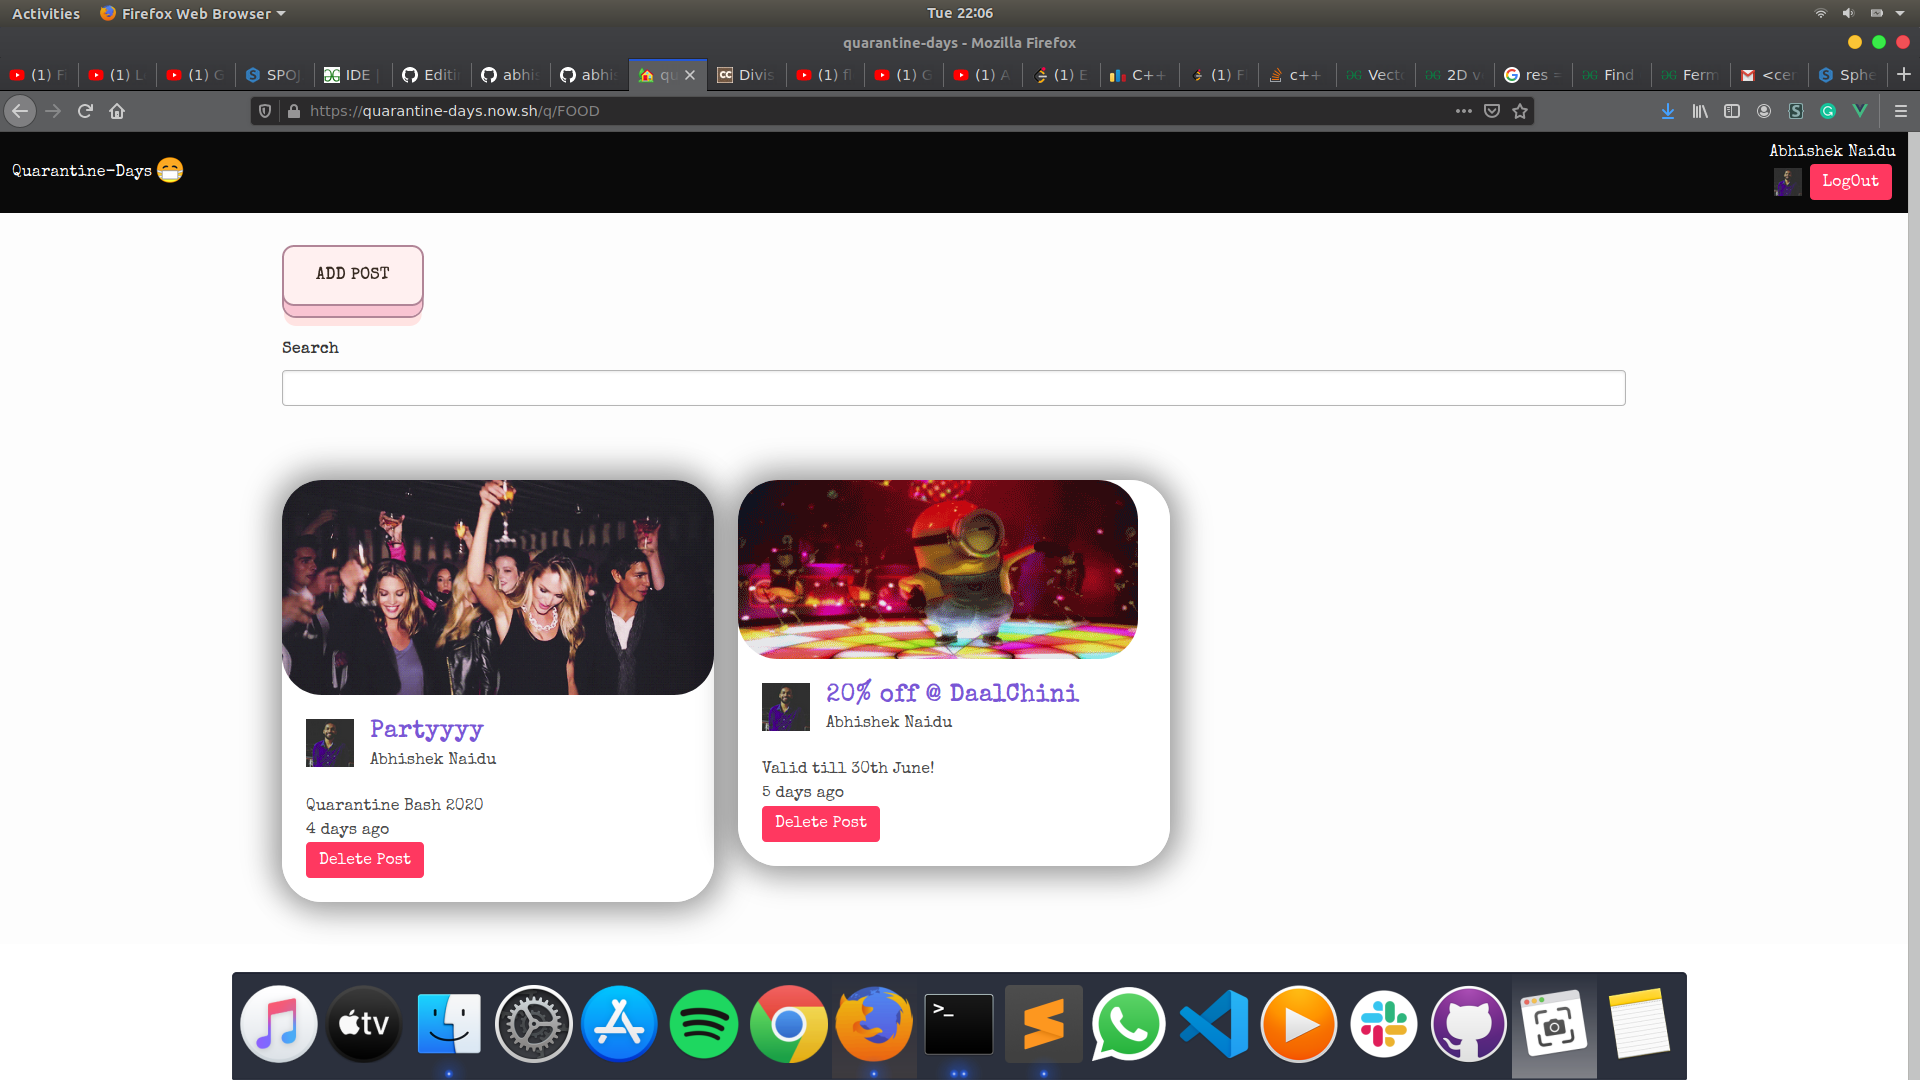 Activities Firefox Web Browser Tue 22:06
quarantine-days - Mozilla Firefox
(1) (1) (1) G SPOJ IDE Editi abhis abhis qu Divis (1) (1) G (1) A (1) E C++ (1) c++ Vect 2D v res = Find Ferm <cer Sphe
https://quarantine-days.now.sh/q/FOOD
Quarantine-Days
Abhishek Naidu
LogOut
ADD POST
Search
Partyyyy
Abhishek Naidu
Quarantine Bash 2020
4 days ago
Delete Post
20% off @ DaalChini
Abhishek Naidu
Valid till 30th June!
5 days ago
Delete Post
tv
>_